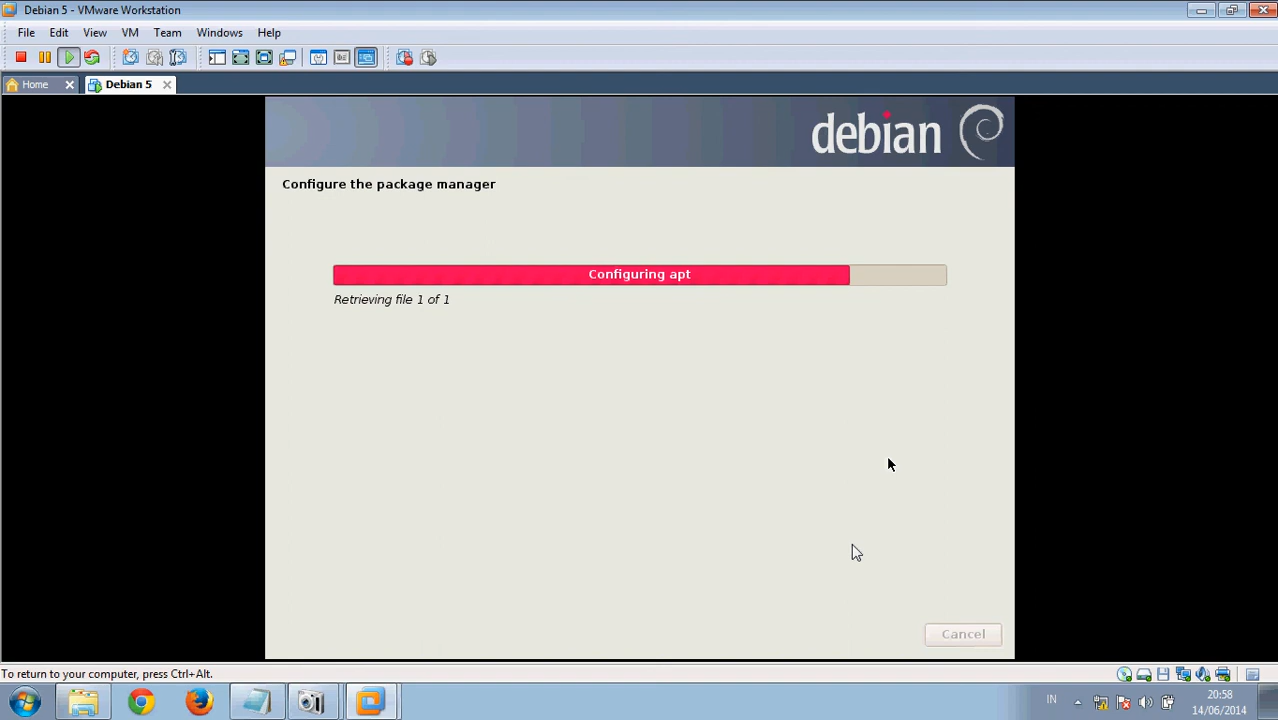 Debian 5 - VMware Workstation
File Edit View VM Team Windows Help
Home Debian 5
debian
Configure the package manager
Configuring apt
Retrieving file 1 of 1
Cancel
To return to your computer, press Ctrl+Alt.
IN
20:58
14/06/2014